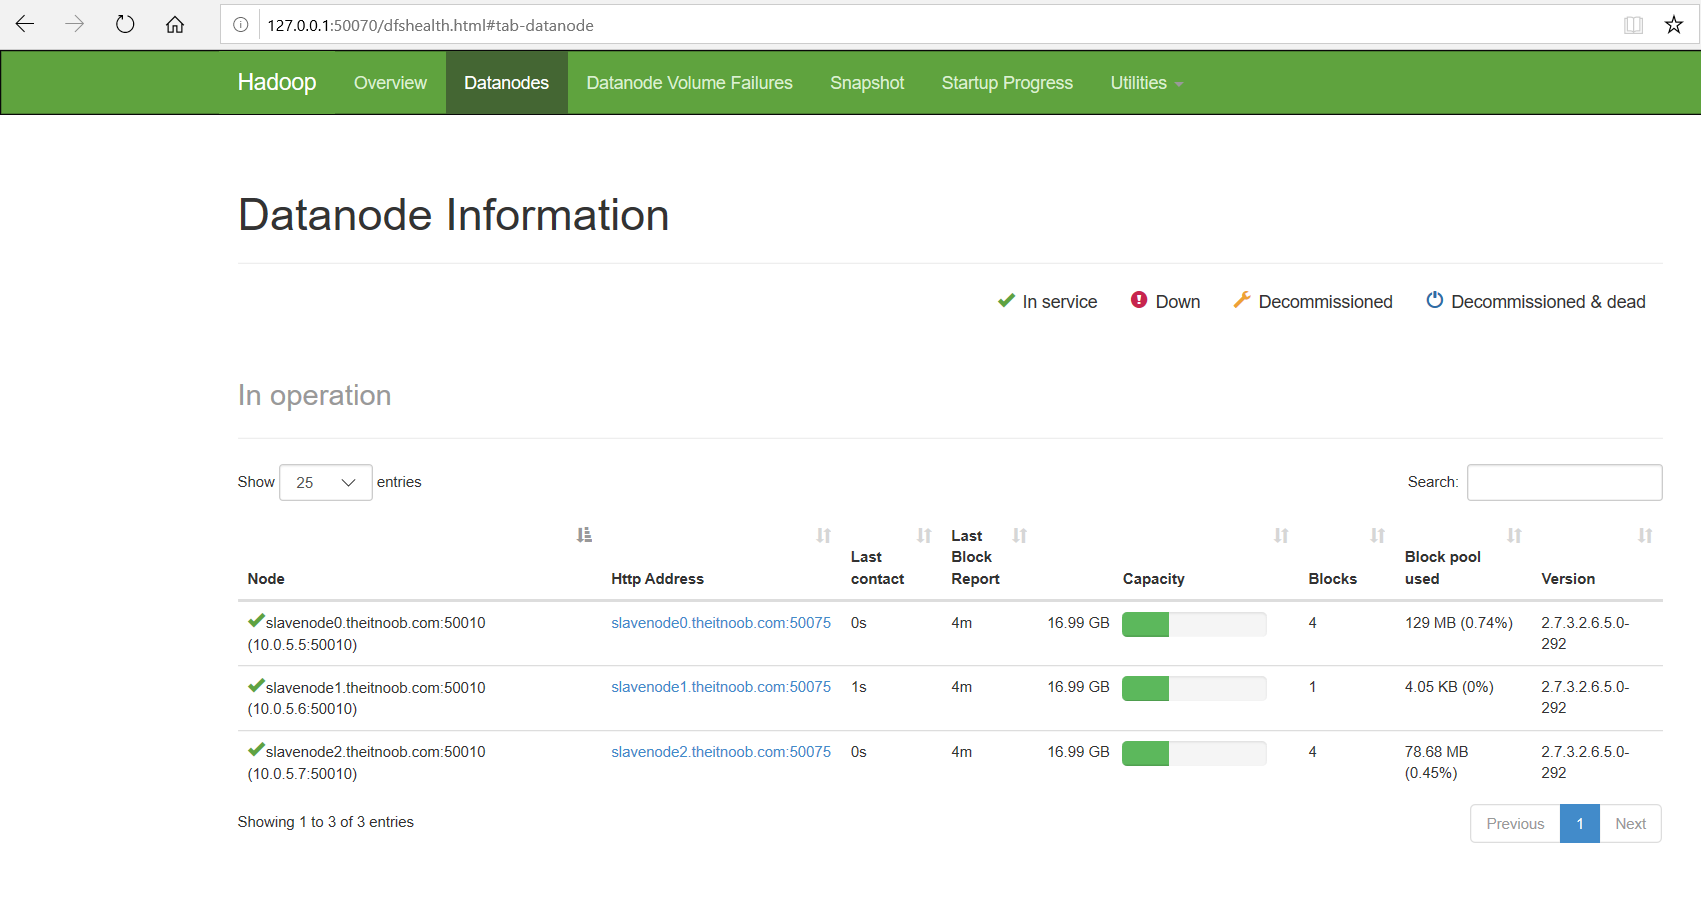 127.0.0.1:50070/dfshealth.html#tab-datanode
Hadoop Overview Datanodes Datanode Volume Failures Snapshot Startup Progress Utilities
Datanode Information
In service Down Decommissioned Decommissioned & dead
In operation
Show 25 entries Search:
Node Http Address Last contact Last Block Report Capacity Blocks Block pool used Version
slavenode0.theitnoob.com:50010 slavenode0.theitnoob.com:50075 0s 4m 16.99 GB 4 129 MB (0.74%) 2.7.3.2.6.5.0-
(10.0.5.5:50010) 292
slavenode1.theitnoob.com:50010 slavenode1.theitnoob.com:50075 1s 4m 16.99 GB 1 4.05 KB (0%) 2.7.3.2.6.5.0-
(10.0.5.6:50010) 292
slavenode2.theitnoob.com:50010 slavenode2.theitnoob.com:50075 0s 4m 16.99 GB 4 78.68 MB 2.7.3.2.6.5.0-
(10.0.5.7:50010) (0.45%) 292
Showing 1 to 3 of 3 entries Previous 1 Next